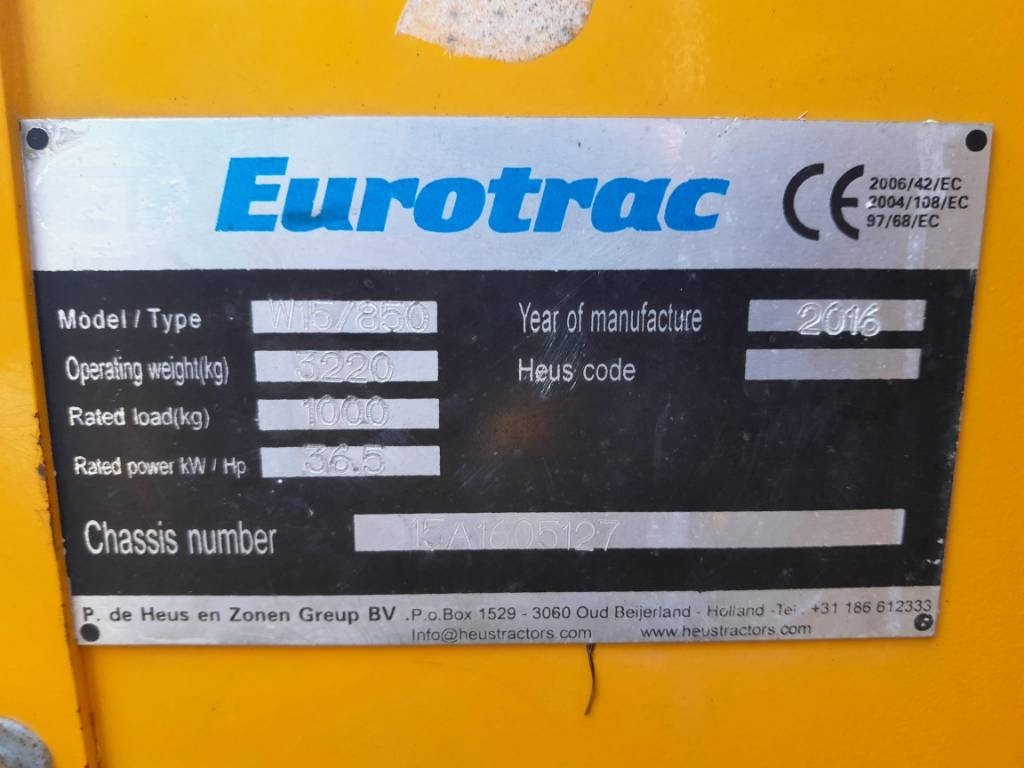 Eurotrac
CE
2006/42/EC
2004/108/EC
97/68/EC
Model / Type W15/850
Operating weight(kg) 3220
Rated load(kg) 1000
Rated power kW / Hp 36.5
Year of manufacture 2016
Heus code
Chassis number 15A1605127
P. de Heus en Zonen Greup BV .P.o.Box 1529 - 3060 Oud Beijerland - Holland -Tel . +31 186 612333
Info@heustractors.com www.heustractors.com